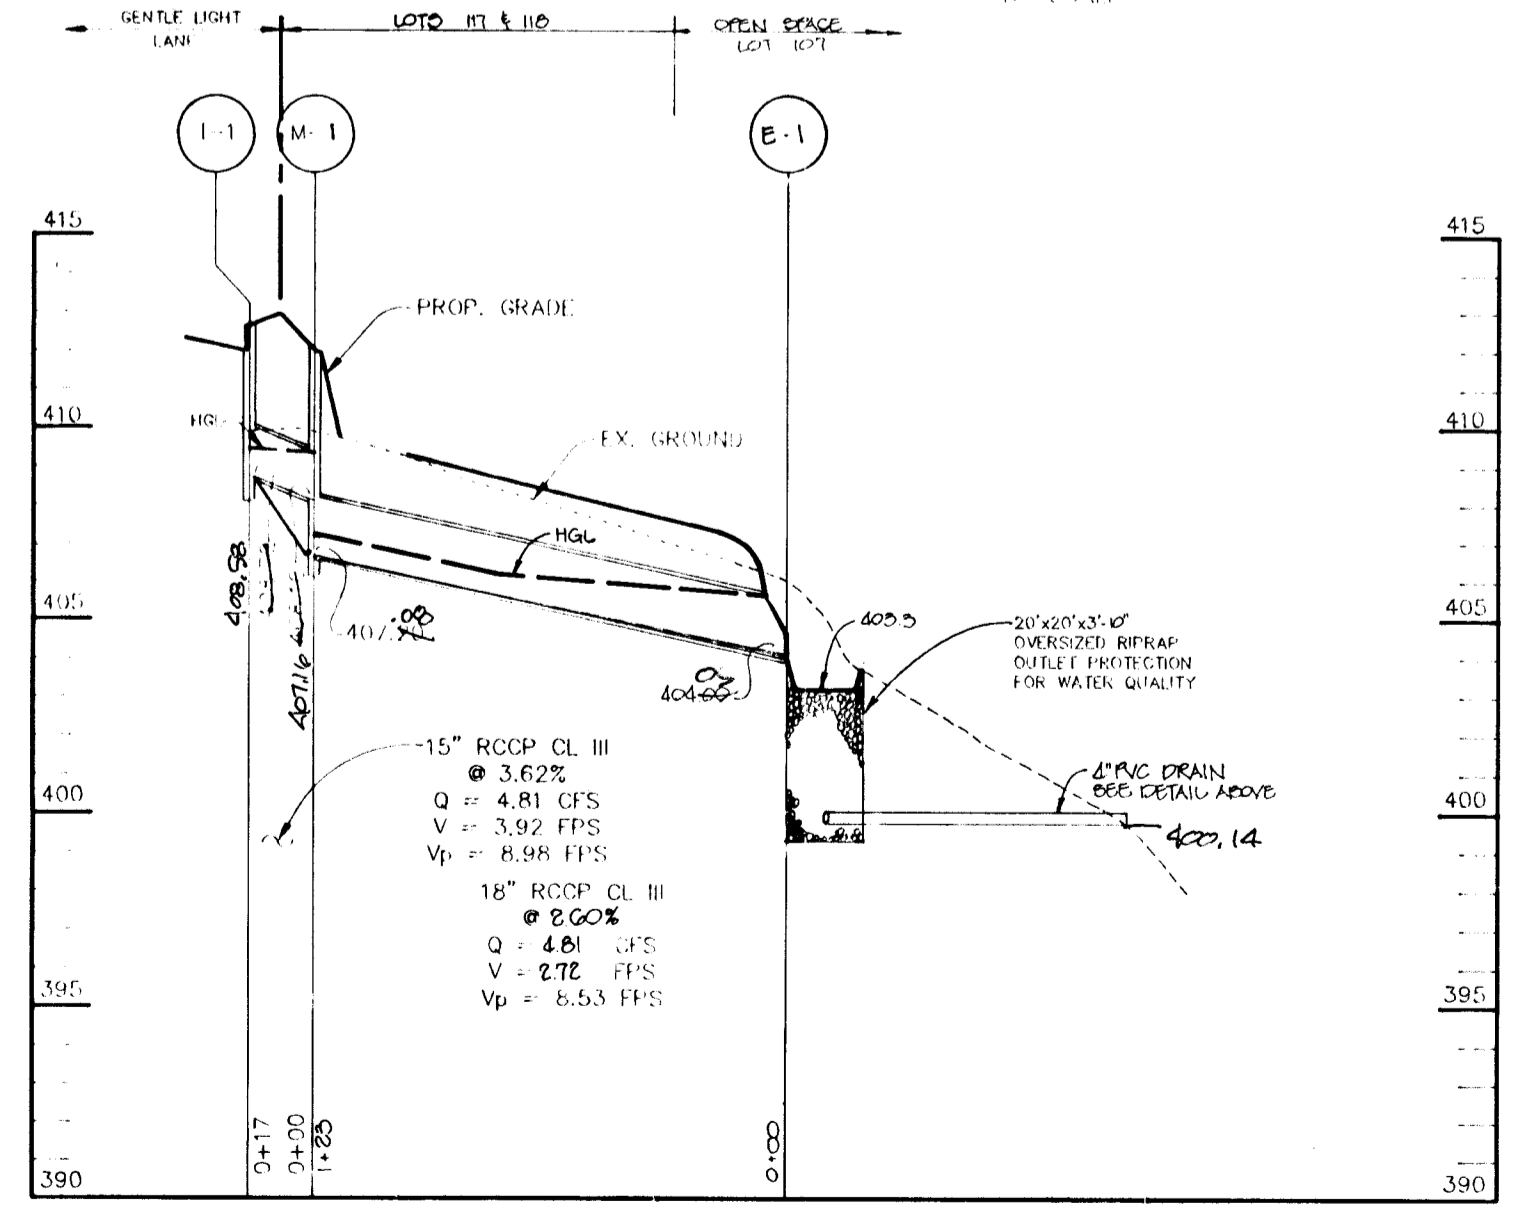 GENTLE LIGHT
LANE
LOTS 117 & 118
OPEN SPACE
LOT 107
I-1
M-1
E-1
415
415
PROP. GRADE
410
410
HGL
EX. GROUND
HGL
408.58
405
405
403.3
20'x20'x3'-10"
OVERSIZED RIPRAP
OUTLET PROTECTION
FOR WATER QUALITY
407.16
15" RCCP CL III
@ 3.62%
Q = 4.81 CFS
V = 3.92 FPS
Vp = 8.98 FPS
4" PVC DRAIN
SEE DETAIL ABOVE
400
400
400.14
18" RCCP CL III
@ 2.60%
Q = 4.81 CFS
V = 2.72 FPS
Vp = 8.53 FPS
395
395
0+17
0+00
1+23
0+00
390
390